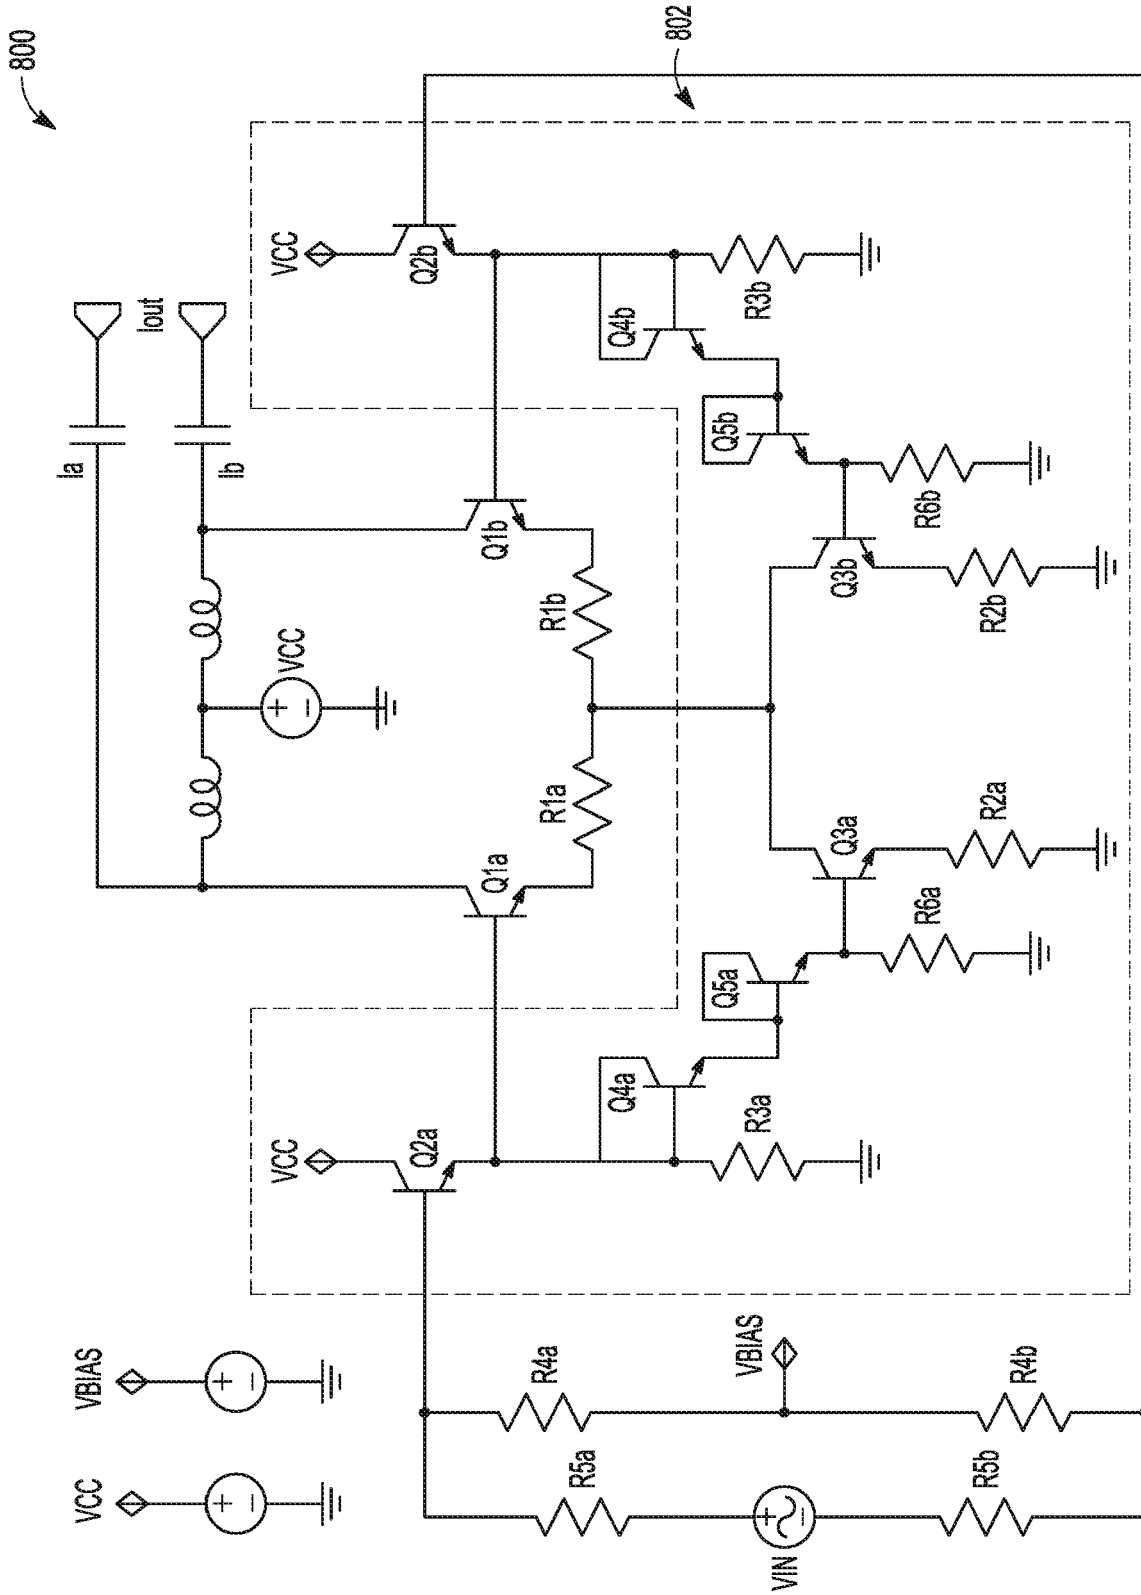 800
802
Iout
Ia
Ib
VCC
VCC
Q2b
Q4b
R3b
Q5b
R6b
Q1b
Q3b
R2b
R1b
VCC
R1a
Q1a
Q3a
R2a
R6a
Q5a
Q4a
R3a
VCC
Q2a
VBIAS
VCC
R4a
VBIAS
R4b
R5a
R5b
VIN
+
−
+
−
+
−
+
−